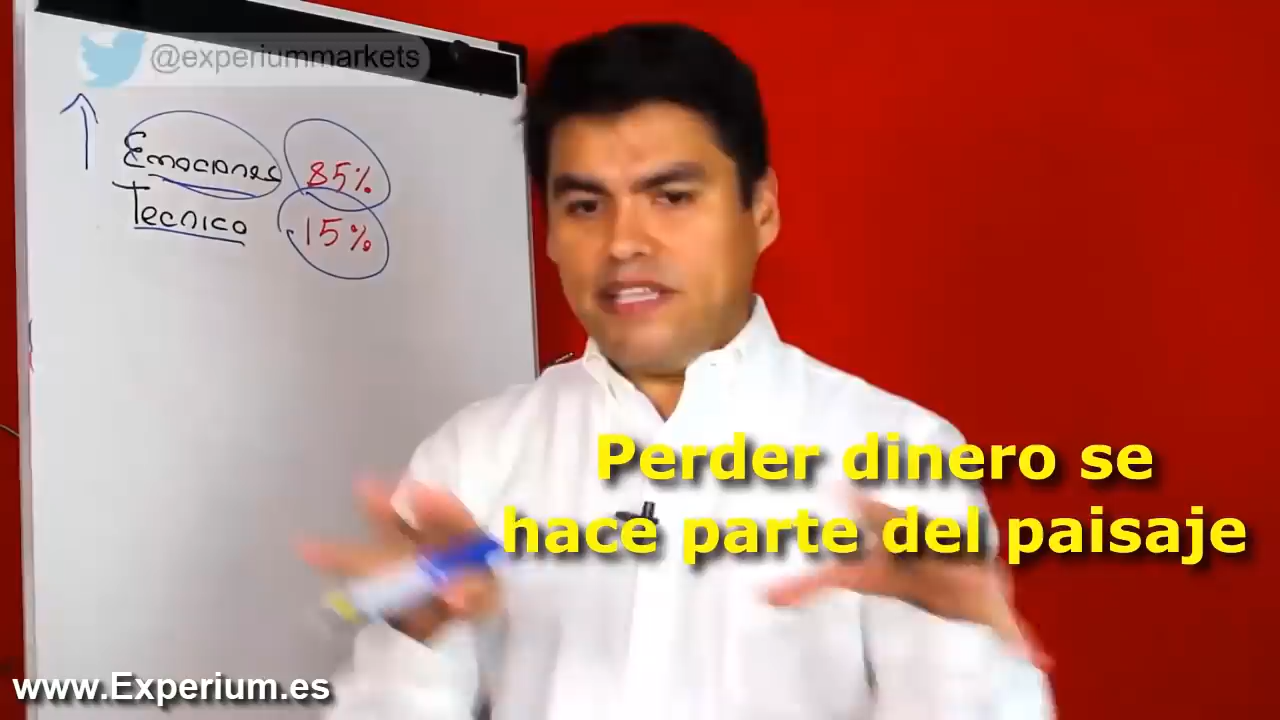 @experiummarkets
Emociones 85%
Tecnico 15%
Perder dinero se
hace parte del paisaje
www.Experium.es